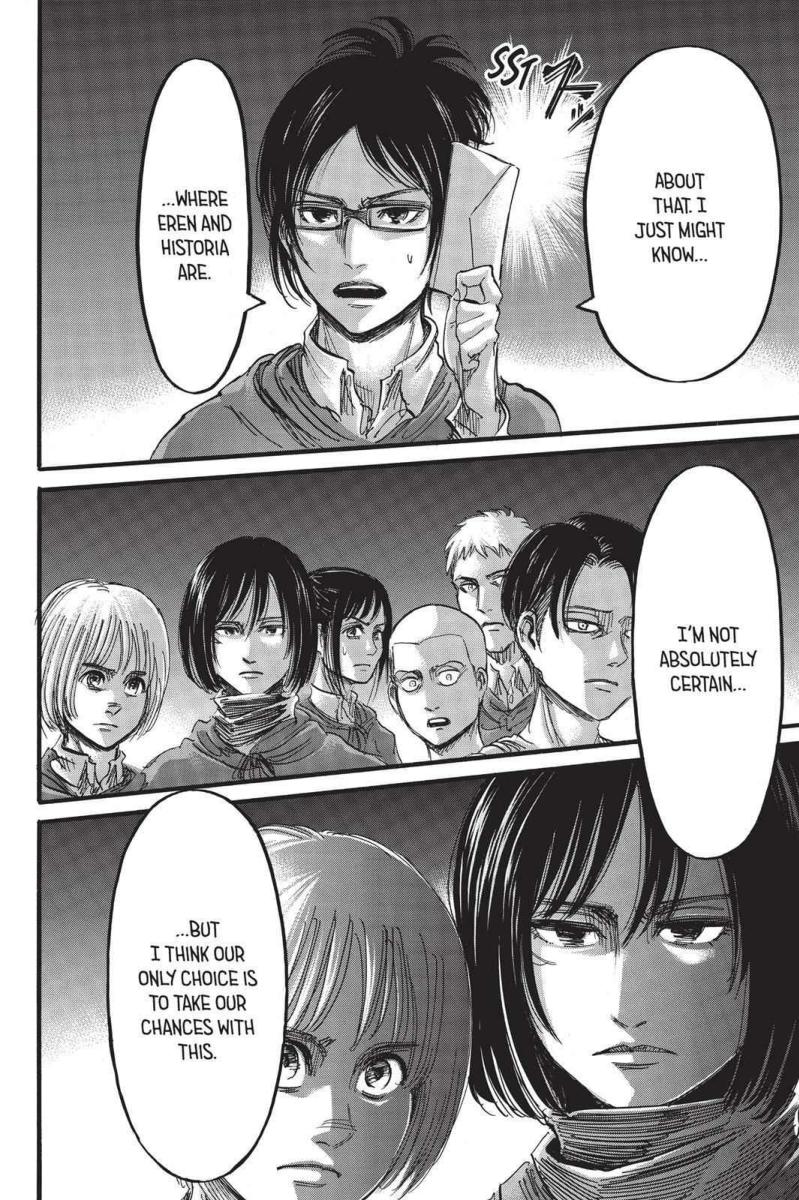 ABOUT
THAT. I
JUST MIGHT
KNOW...
SST
...WHERE
EREN AND
HISTORIA
ARE.
I'M NOT
ABSOLUTELY
CERTAIN...
...BUT
I THINK OUR
ONLY CHOICE IS
TO TAKE OUR
CHANCES WITH
THIS.